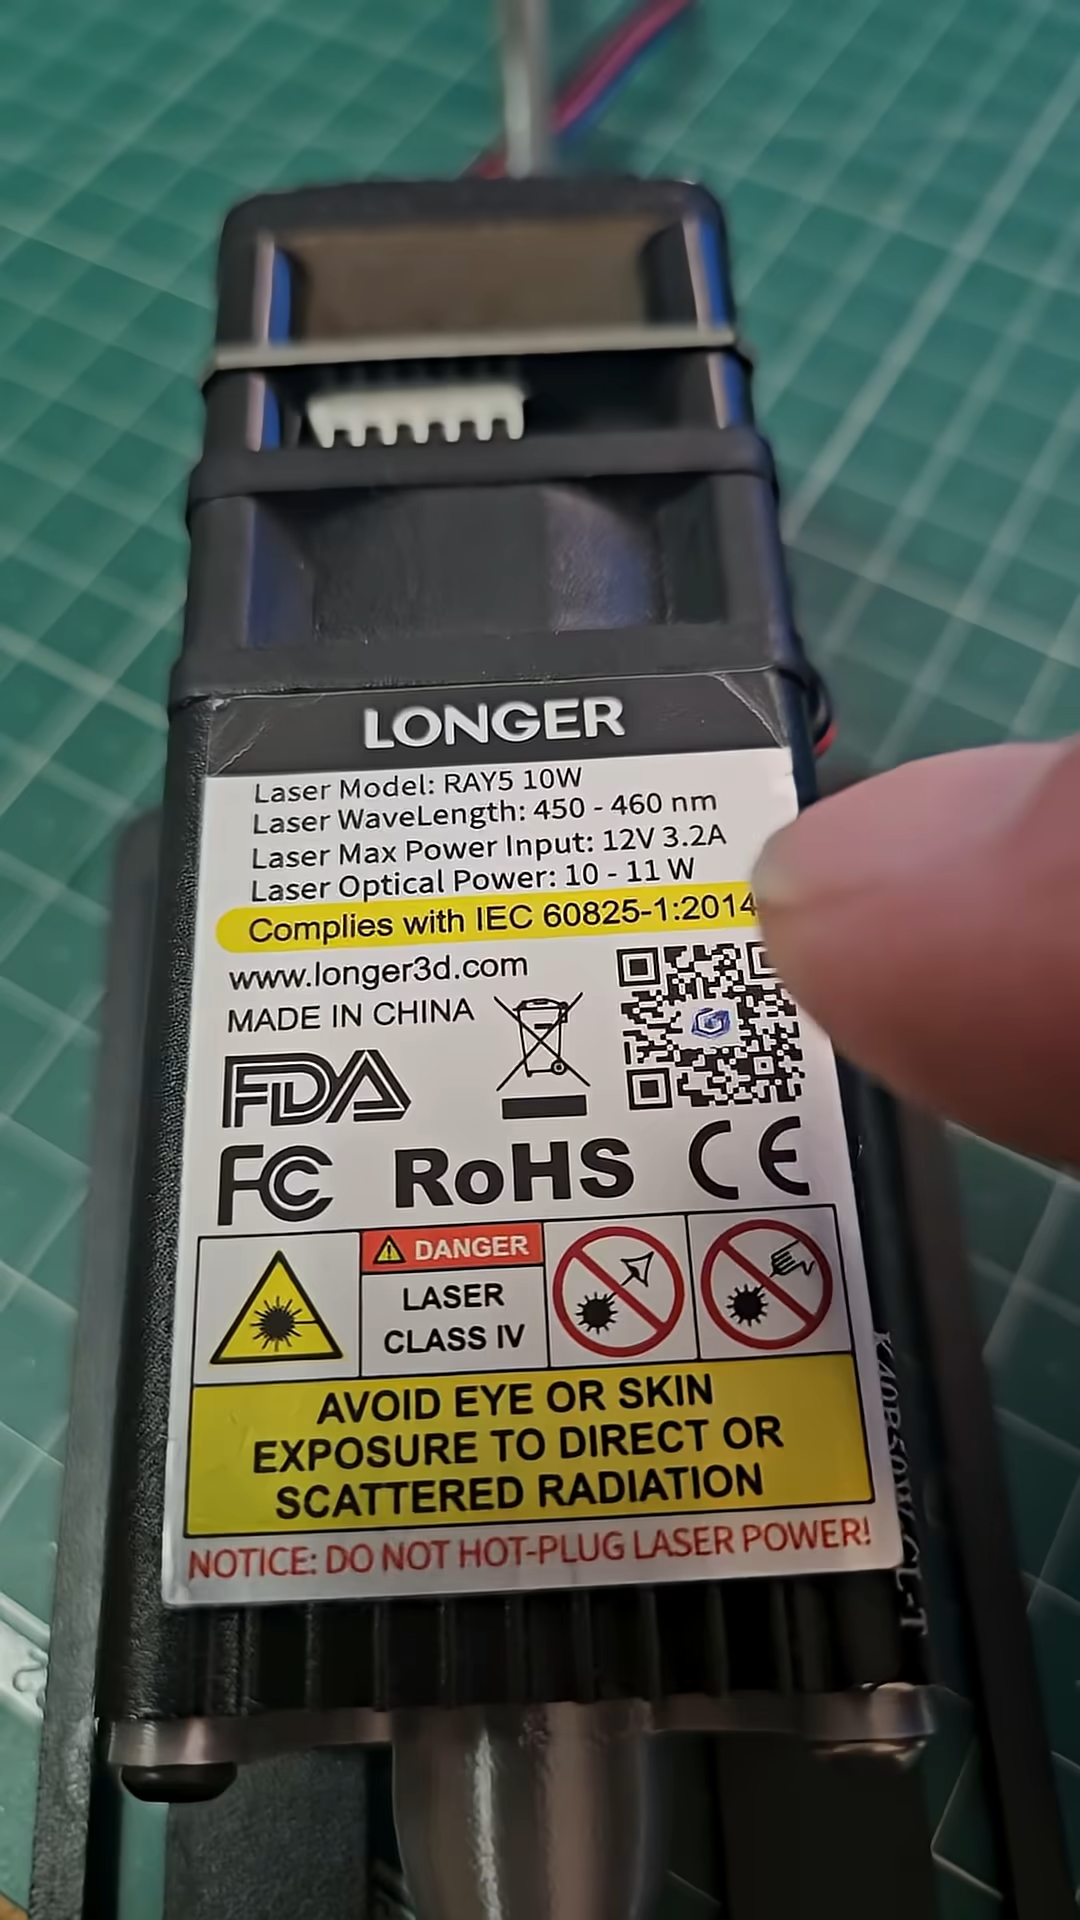 LONGER
Laser Model: RAY5 10W
Laser WaveLength: 450 - 460 nm
Laser Max Power Input: 12V 3.2A
Laser Optical Power: 10 - 11 W
Complies with IEC 60825-1:2014
www.longer3d.com
MADE IN CHINA
FDA
FC RoHS CE
DANGER
LASER
CLASS IV
AVOID EYE OR SKIN
EXPOSURE TO DIRECT OR
SCATTERED RADIATION
NOTICE: DO NOT HOT-PLUG LASER POWER!